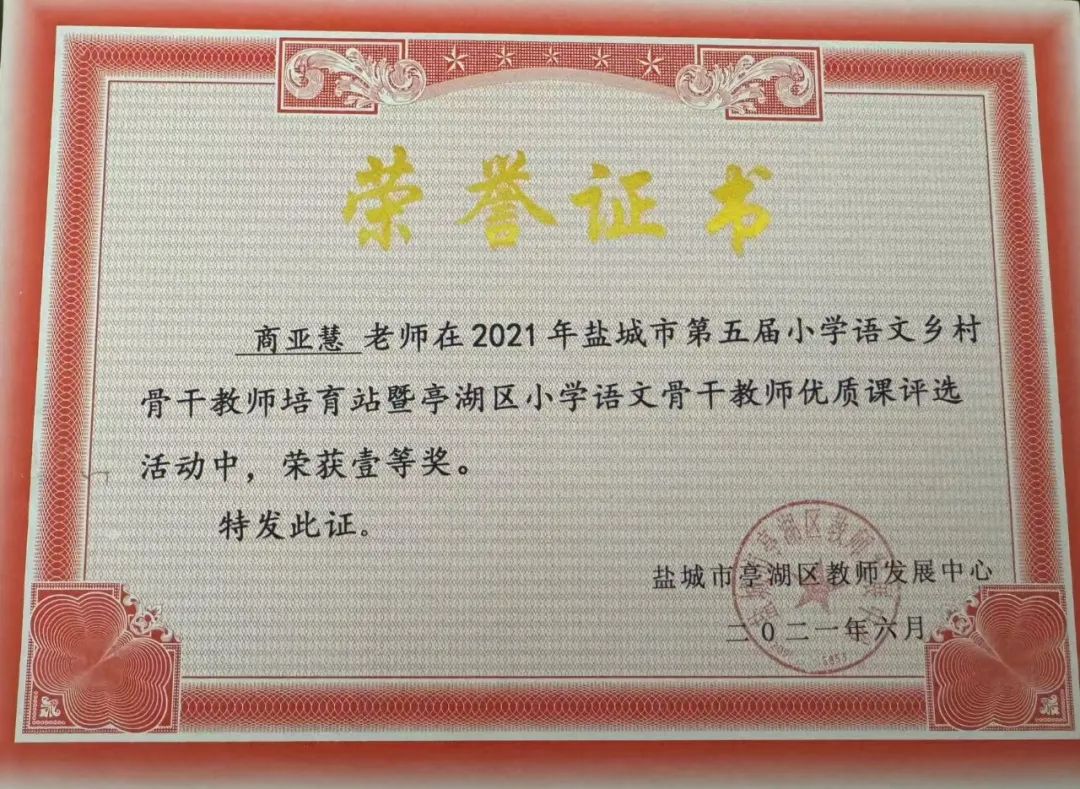 荣誉证书
商亚慧 老师在2021年盐城市第五届小学语文乡村
骨干教师培育站暨亭湖区小学语文骨干教师优质课评选
活动中，荣获壹等奖。
特发此证。
盐城市亭湖区教师发展中心
二〇二一年六月